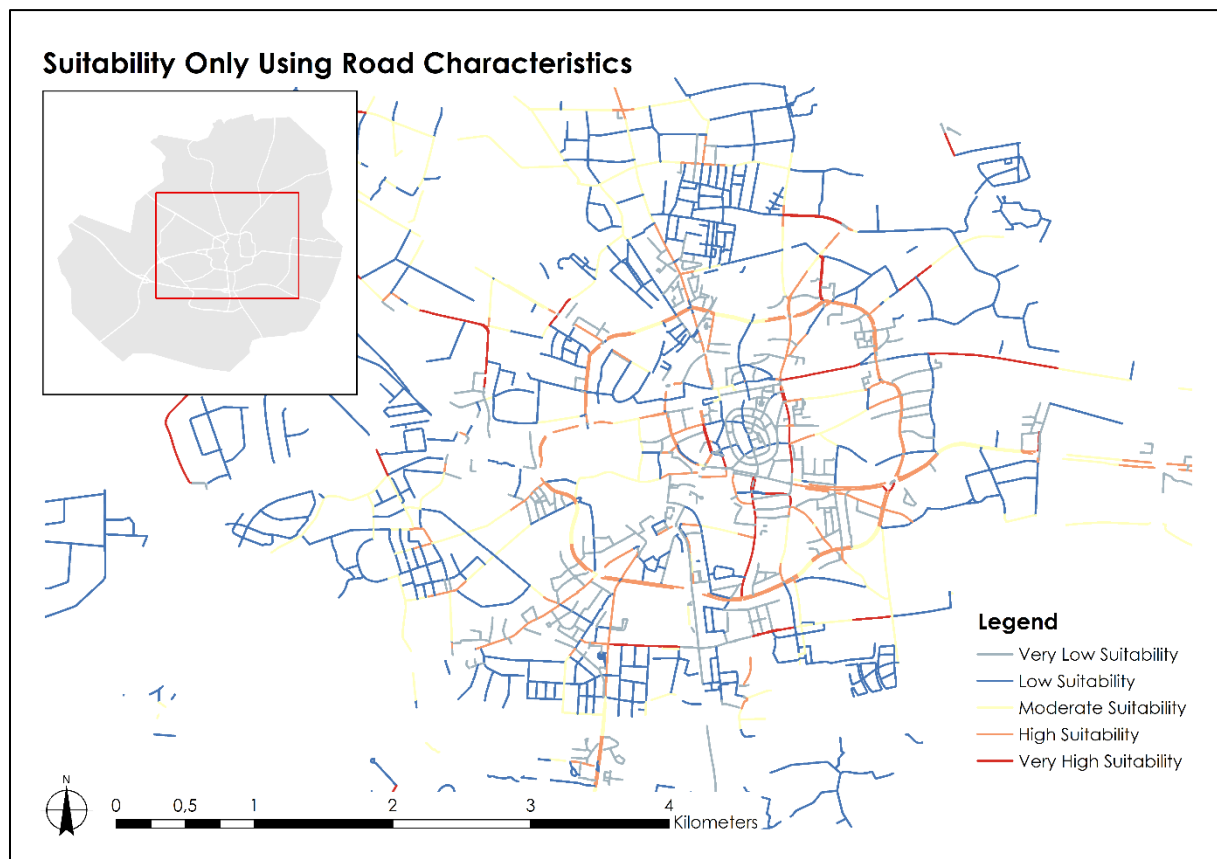 Suitability Only Using Road Characteristics
Legend
Very Low Suitability
Low Suitability
Moderate Suitability
High Suitability
Very High Suitability
N
0 0,5 1 2 3 4
Kilometers